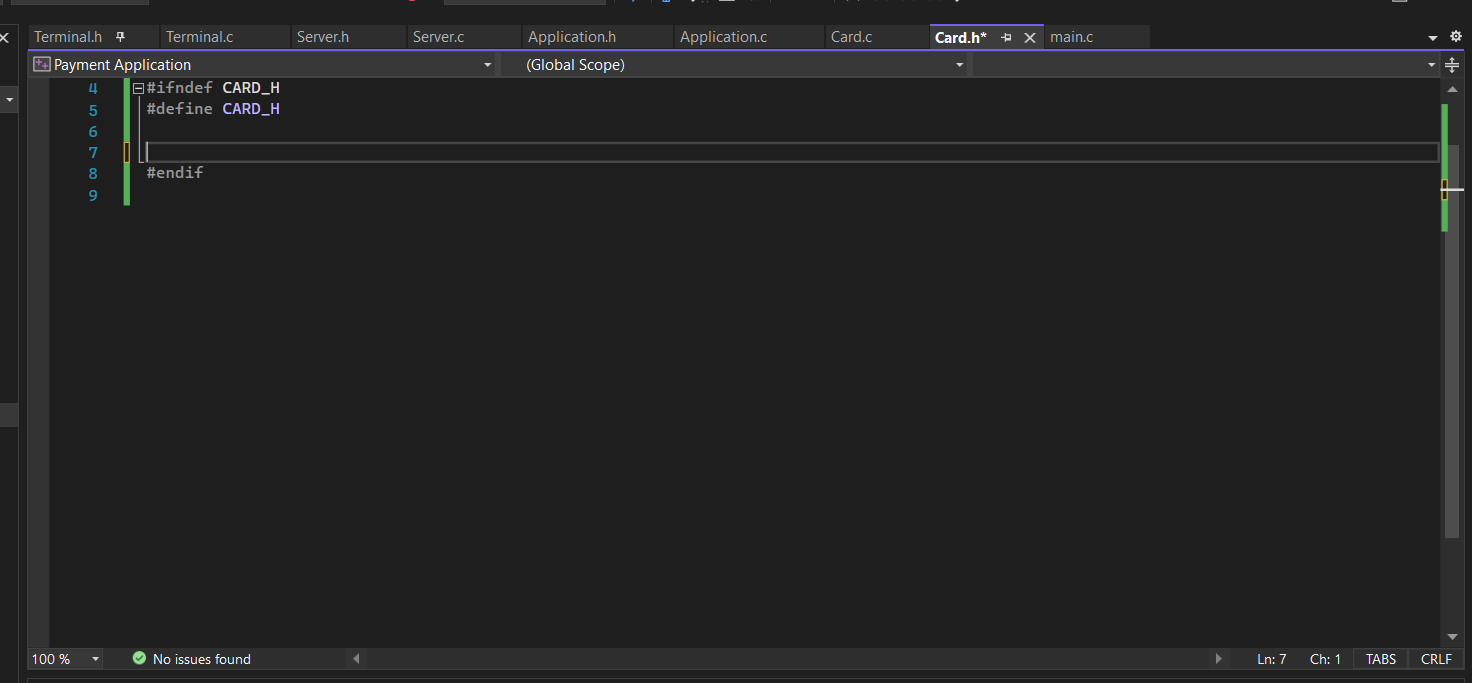 Terminal.h Terminal.c Server.h Server.c Application.h Application.c Card.c Card.h* main.c
Payment Application (Global Scope)
4 #ifndef CARD_H
5 #define CARD_H
6
7
8 #endif
9
100 % No issues found Ln: 7 Ch: 1 TABS CRLF